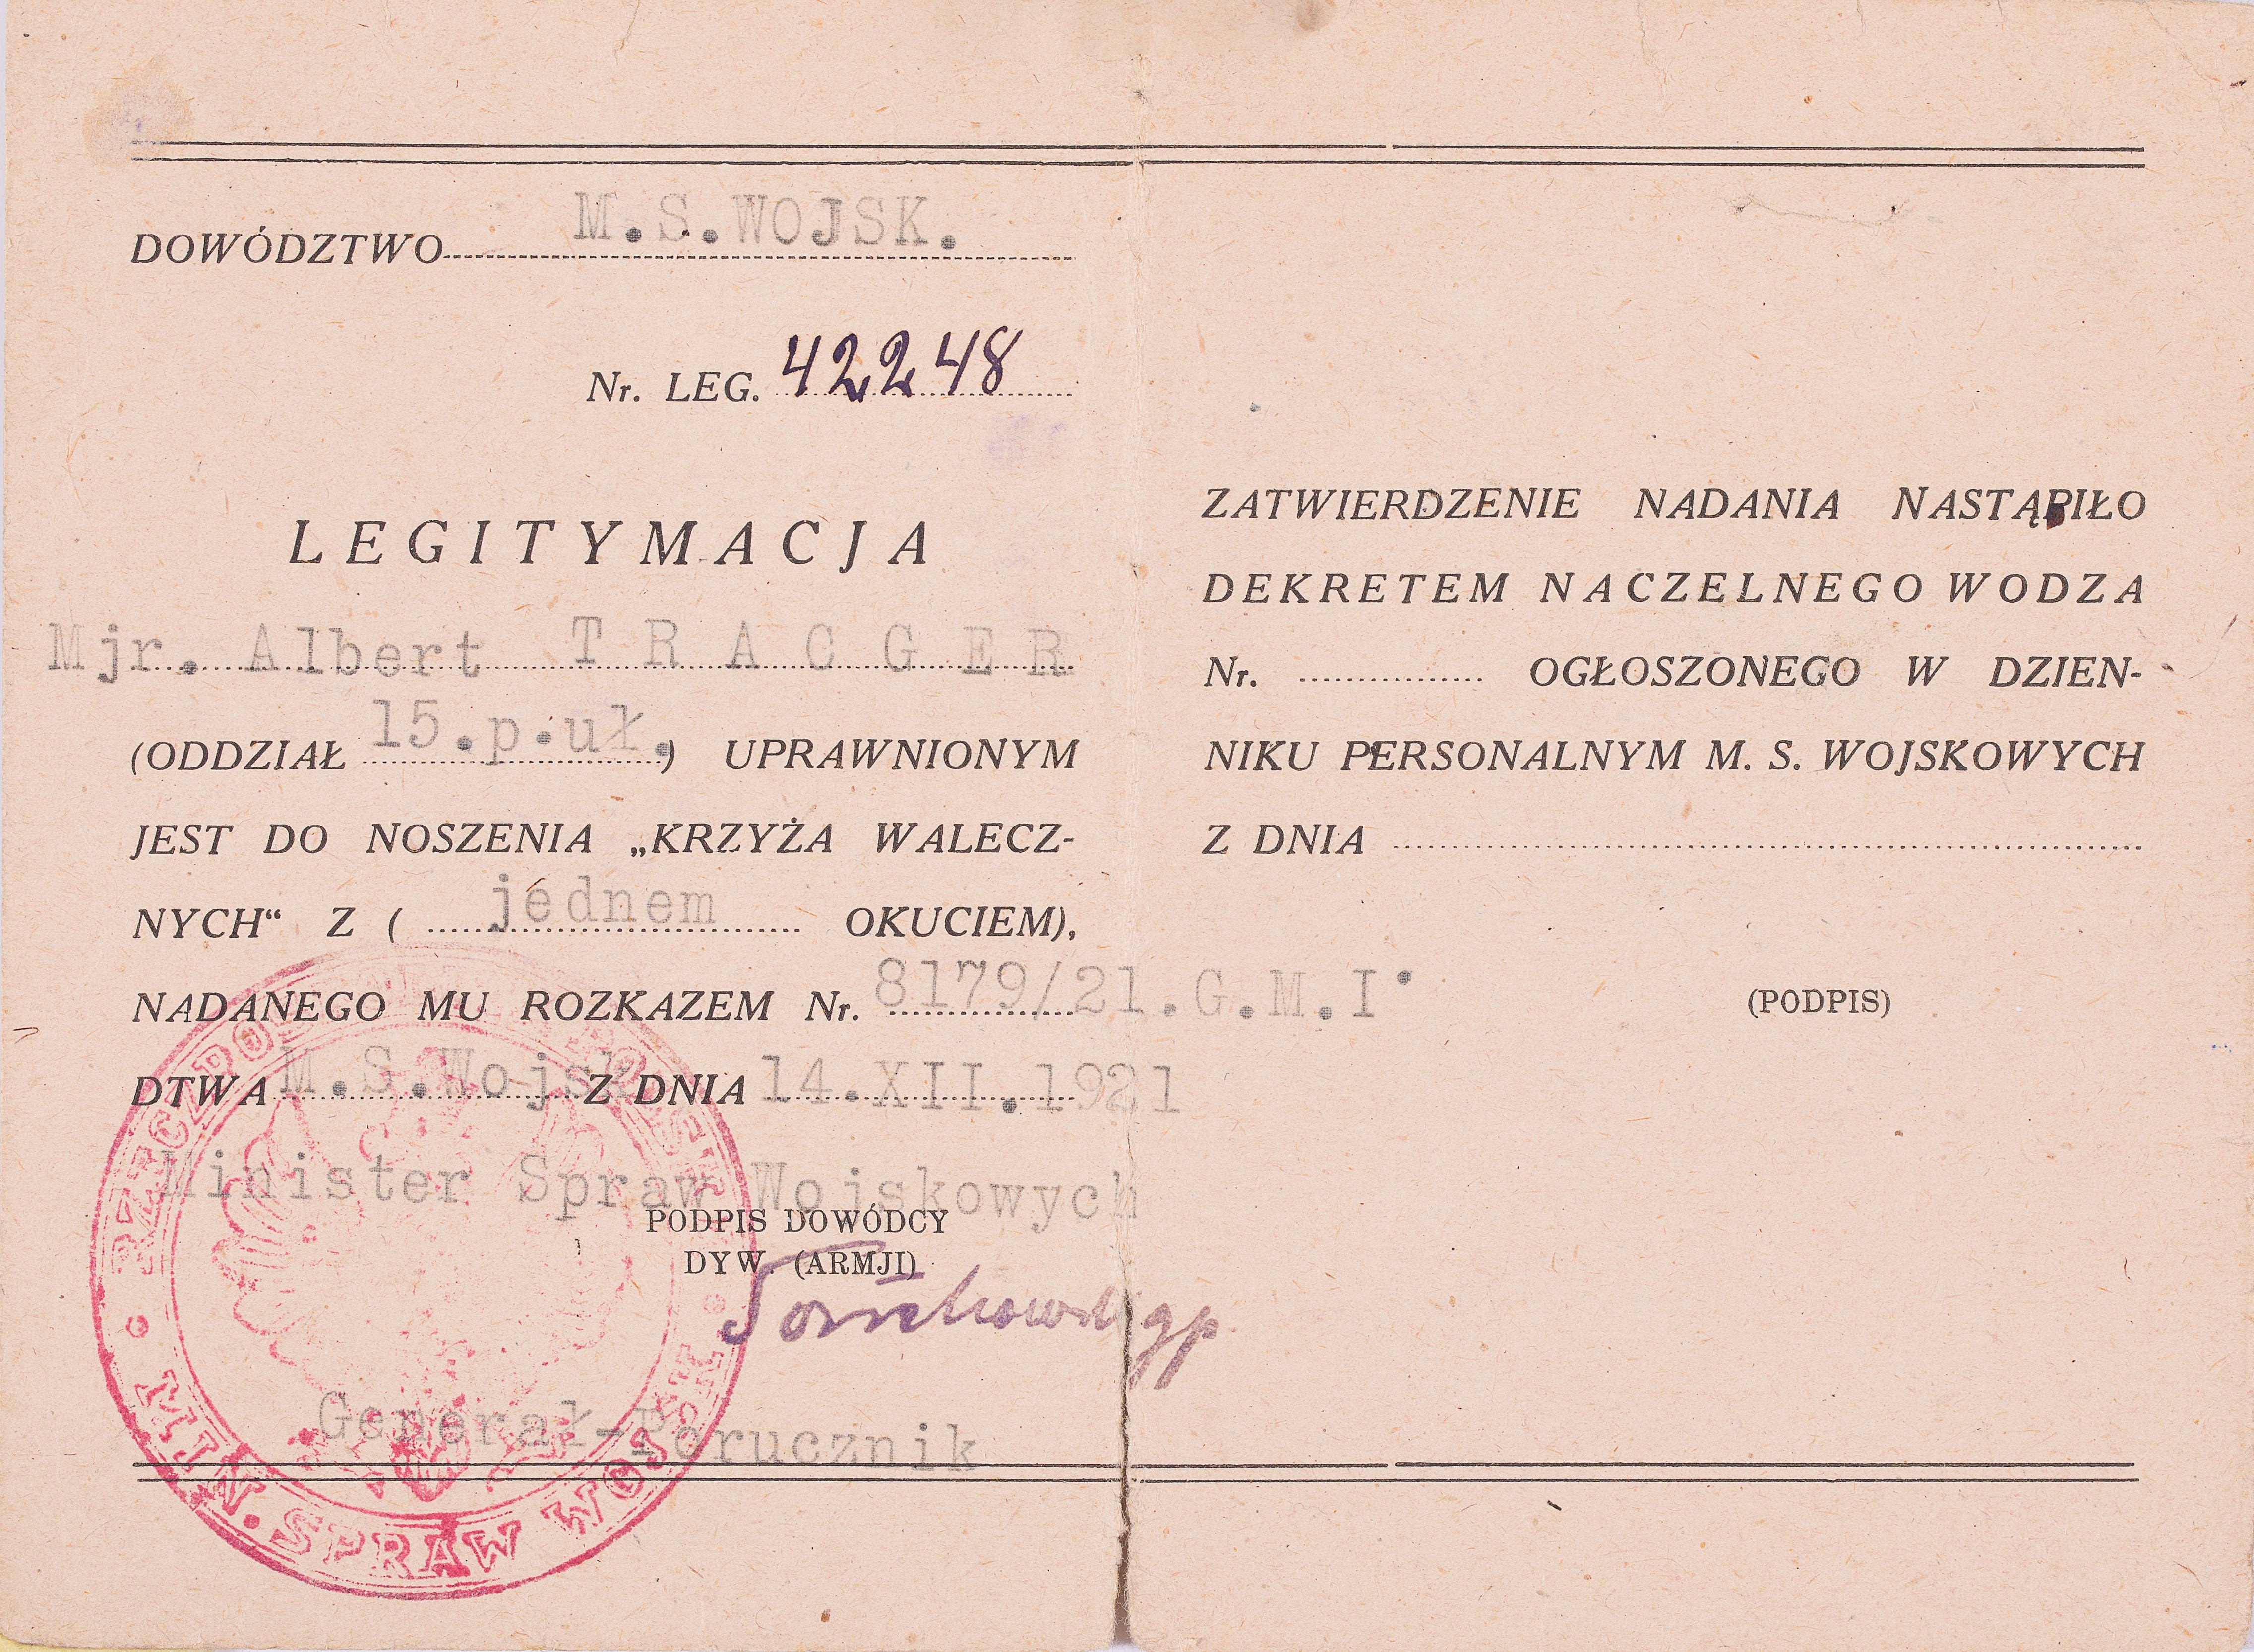 DOWÓDZTWO M.S.WOJSK.
Nr. LEG. 42248
LEGITYMACJA
Mjr. Albert TRACGER
(ODDZIAŁ 15.p.uł.) UPRAWNIONYM
JEST DO NOSZENIA „KRZYŻA WALECZ-
NYCH“ Z ( jednem OKUCIEM),
NADANEGO MU ROZKAZEM Nr. 8179/21.G.M.I.
DTWA M.S.Wojsk Z DNIA 14.XII.1921
Minister Spraw Wojskowych
PODPIS DOWÓDCY
DYW. (ARMJI)
Generał-Porucznik
MIN. SPRAW WOJSK
ZATWIERDZENIE NADANIA NASTĄPIŁO
DEKRETEM NACZELNEGO WODZA
Nr. OGŁOSZONEGO W DZIEN-
NIKU PERSONALNYM M. S. WOJSKOWYCH
Z DNIA
(PODPIS)